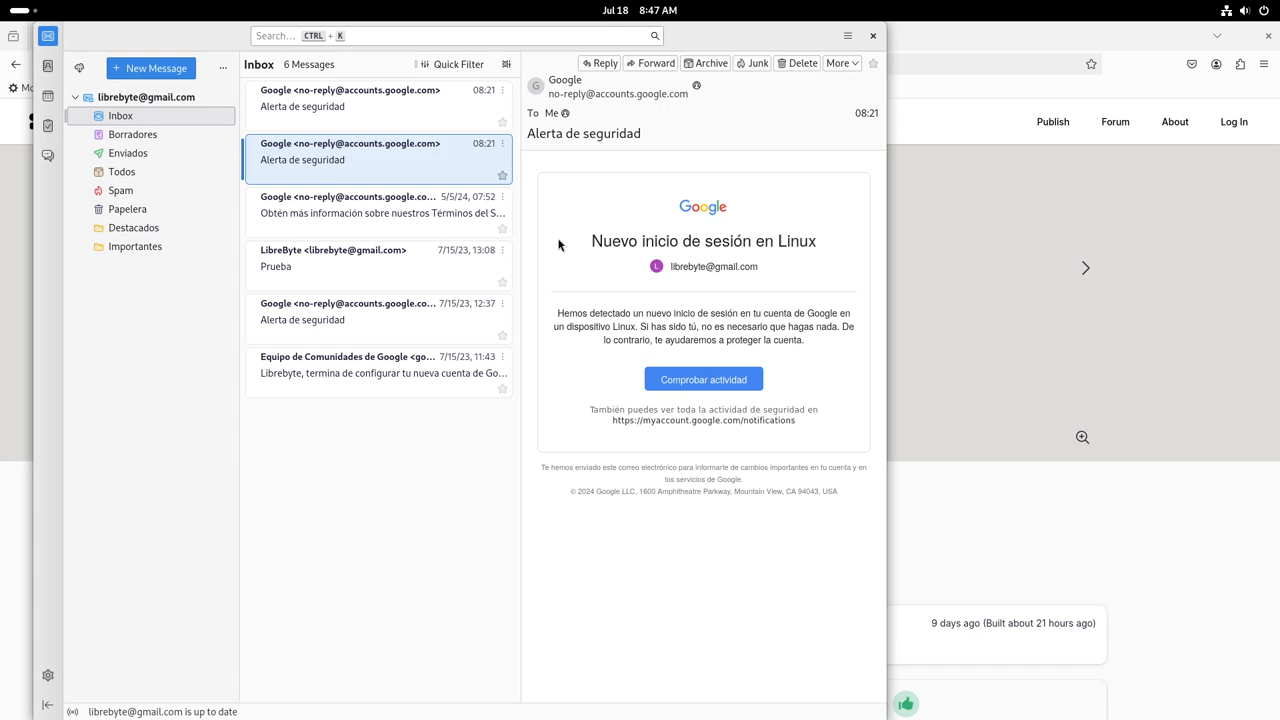 Jul 18 8:47 AM
Search... CTRL + K
New Message
librebyte@gmail.com
Inbox
Borradores
Enviados
Todos
Spam
Papelera
Destacados
Importantes
Inbox 6 Messages Quick Filter
Google <no-reply@accounts.google.com> 08:21
Alerta de seguridad
Google <no-reply@accounts.google.com> 08:21
Alerta de seguridad
Google <no-reply@accounts.google.co... 5/5/24, 07:52
Obtén más información sobre nuestros Términos del S...
LibreByte <librebyte@gmail.com> 7/15/23, 13:08
Prueba
Google <no-reply@accounts.google.co... 7/15/23, 12:37
Alerta de seguridad
Equipo de Comunidades de Google <go... 7/15/23, 11:43
Librebyte, termina de configurar tu nueva cuenta de Go...
Reply Forward Archive Junk Delete More
G Google
no-reply@accounts.google.com
To Me 08:21
Alerta de seguridad
Google
Nuevo inicio de sesión en Linux
L librebyte@gmail.com
Hemos detectado un nuevo inicio de sesión en tu cuenta de Google en
un dispositivo Linux. Si has sido tú, no es necesario que hagas nada. De
lo contrario, te ayudaremos a proteger la cuenta.
Comprobar actividad
También puedes ver toda la actividad de seguridad en
https://myaccount.google.com/notifications
Te hemos enviado este correo electrónico para informarte de cambios importantes en tu cuenta y en
los servicios de Google.
© 2024 Google LLC, 1600 Amphitheatre Parkway, Mountain View, CA 94043, USA
librebyte@gmail.com is up to date
Publish Forum About Log In
9 days ago (Built about 21 hours ago)